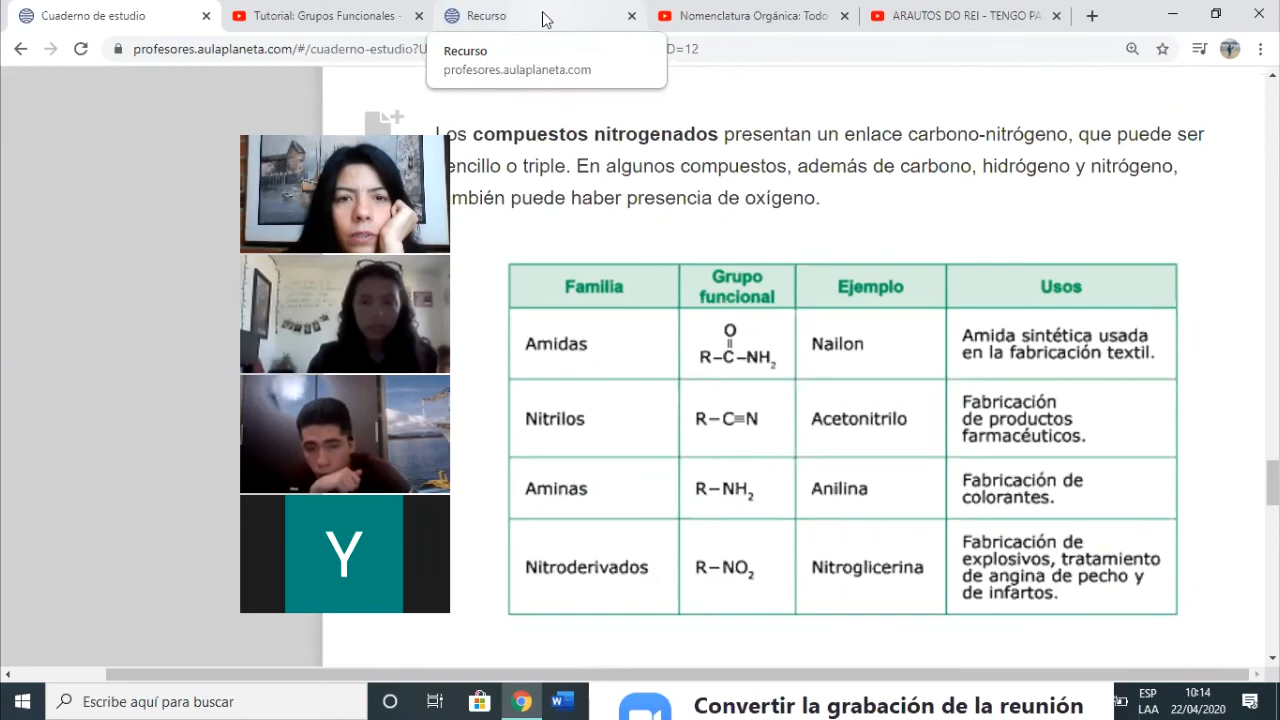 Cuaderno de estudio
Tutorial: Grupos Funcionales -
Recurso
Nomenclatura Orgánica: Todo
ARAUTOS DO REI - TENGO PA
profesores.aulaplaneta.com/#/cuaderno-estudio?U
D=12
Recurso
profesores.aulaplaneta.com
Los compuestos nitrogenados presentan un enlace carbono-nitrógeno, que puede ser
encillo o triple. En algunos compuestos, además de carbono, hidrógeno y nitrógeno,
mbién puede haber presencia de oxígeno.
Familia Grupo funcional Ejemplo Usos
Amidas
O
||
R–C–NH₂
Nailon
Amida sintética usada
en la fabricación textil.
Nitrilos
R–C≡N
Acetonitrilo
Fabricación
de productos
farmacéuticos.
Aminas
R–NH₂
Anilina
Fabricación de
colorantes.
Nitroderivados
R–NO₂
Nitroglicerina
Fabricación de
explosivos, tratamiento
de angina de pecho y
de infartos.
Y
Escribe aquí para buscar
Convertir la grabación de la reunión
ESP
LAA
10:14
22/04/2020